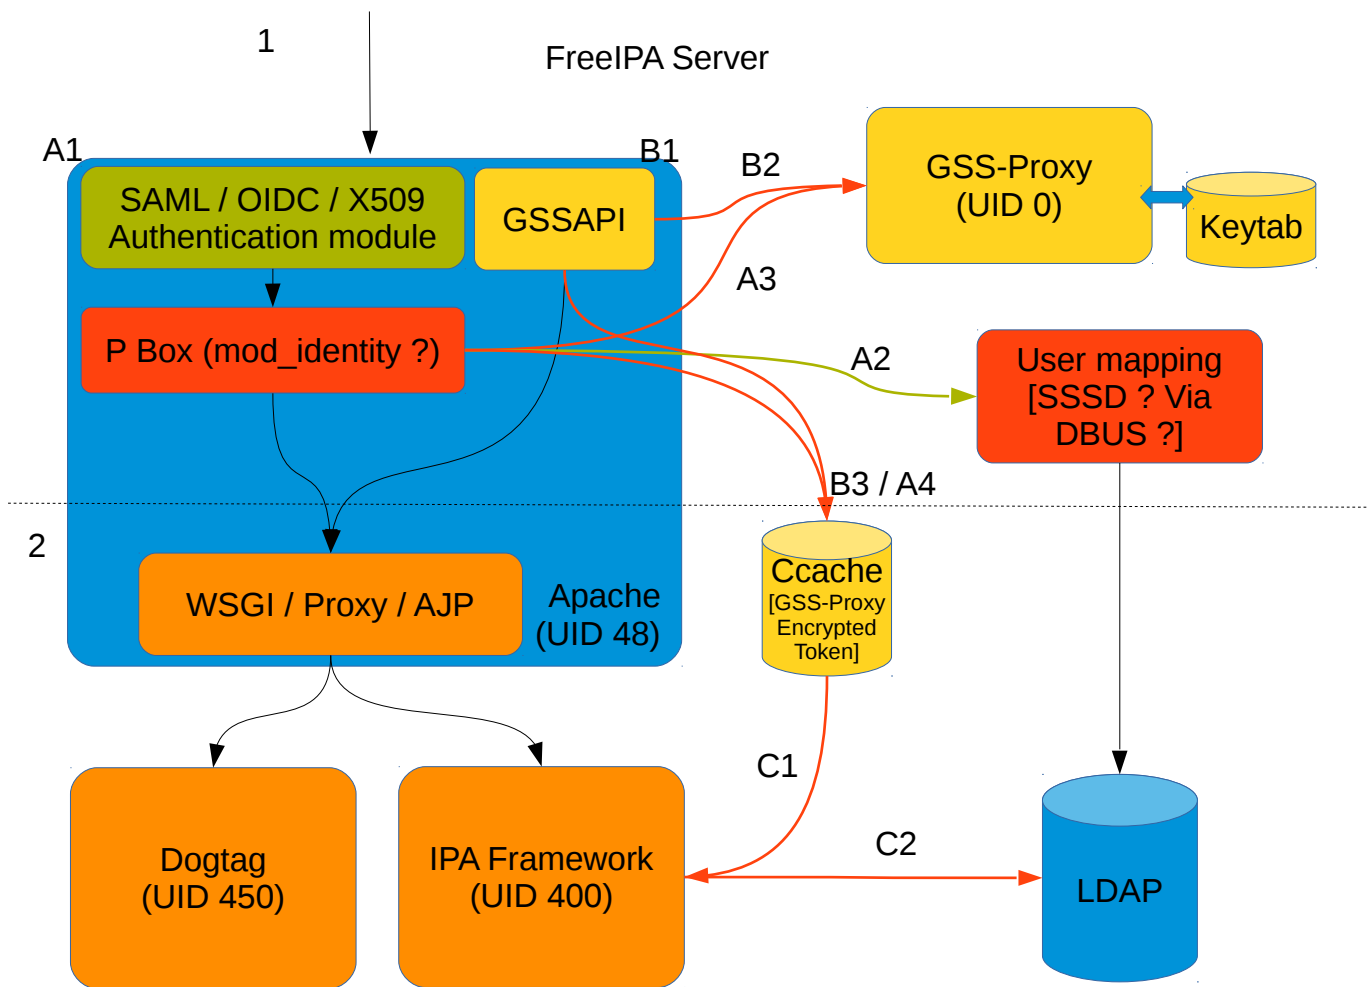 1
FreeIPA Server
A1
B1
SAML / OIDC / X509
Authentication module
GSSAPI
B2
GSS-Proxy
(UID 0)
Keytab
A3
P Box (mod_identity ?)
A2
User mapping
[SSSD ? Via
DBUS ?]
B3 / A4
2
WSGI / Proxy / AJP
Apache
(UID 48)
Ccache
[GSS-Proxy
Encrypted
Token]
C1
Dogtag
(UID 450)
IPA Framework
(UID 400)
C2
LDAP